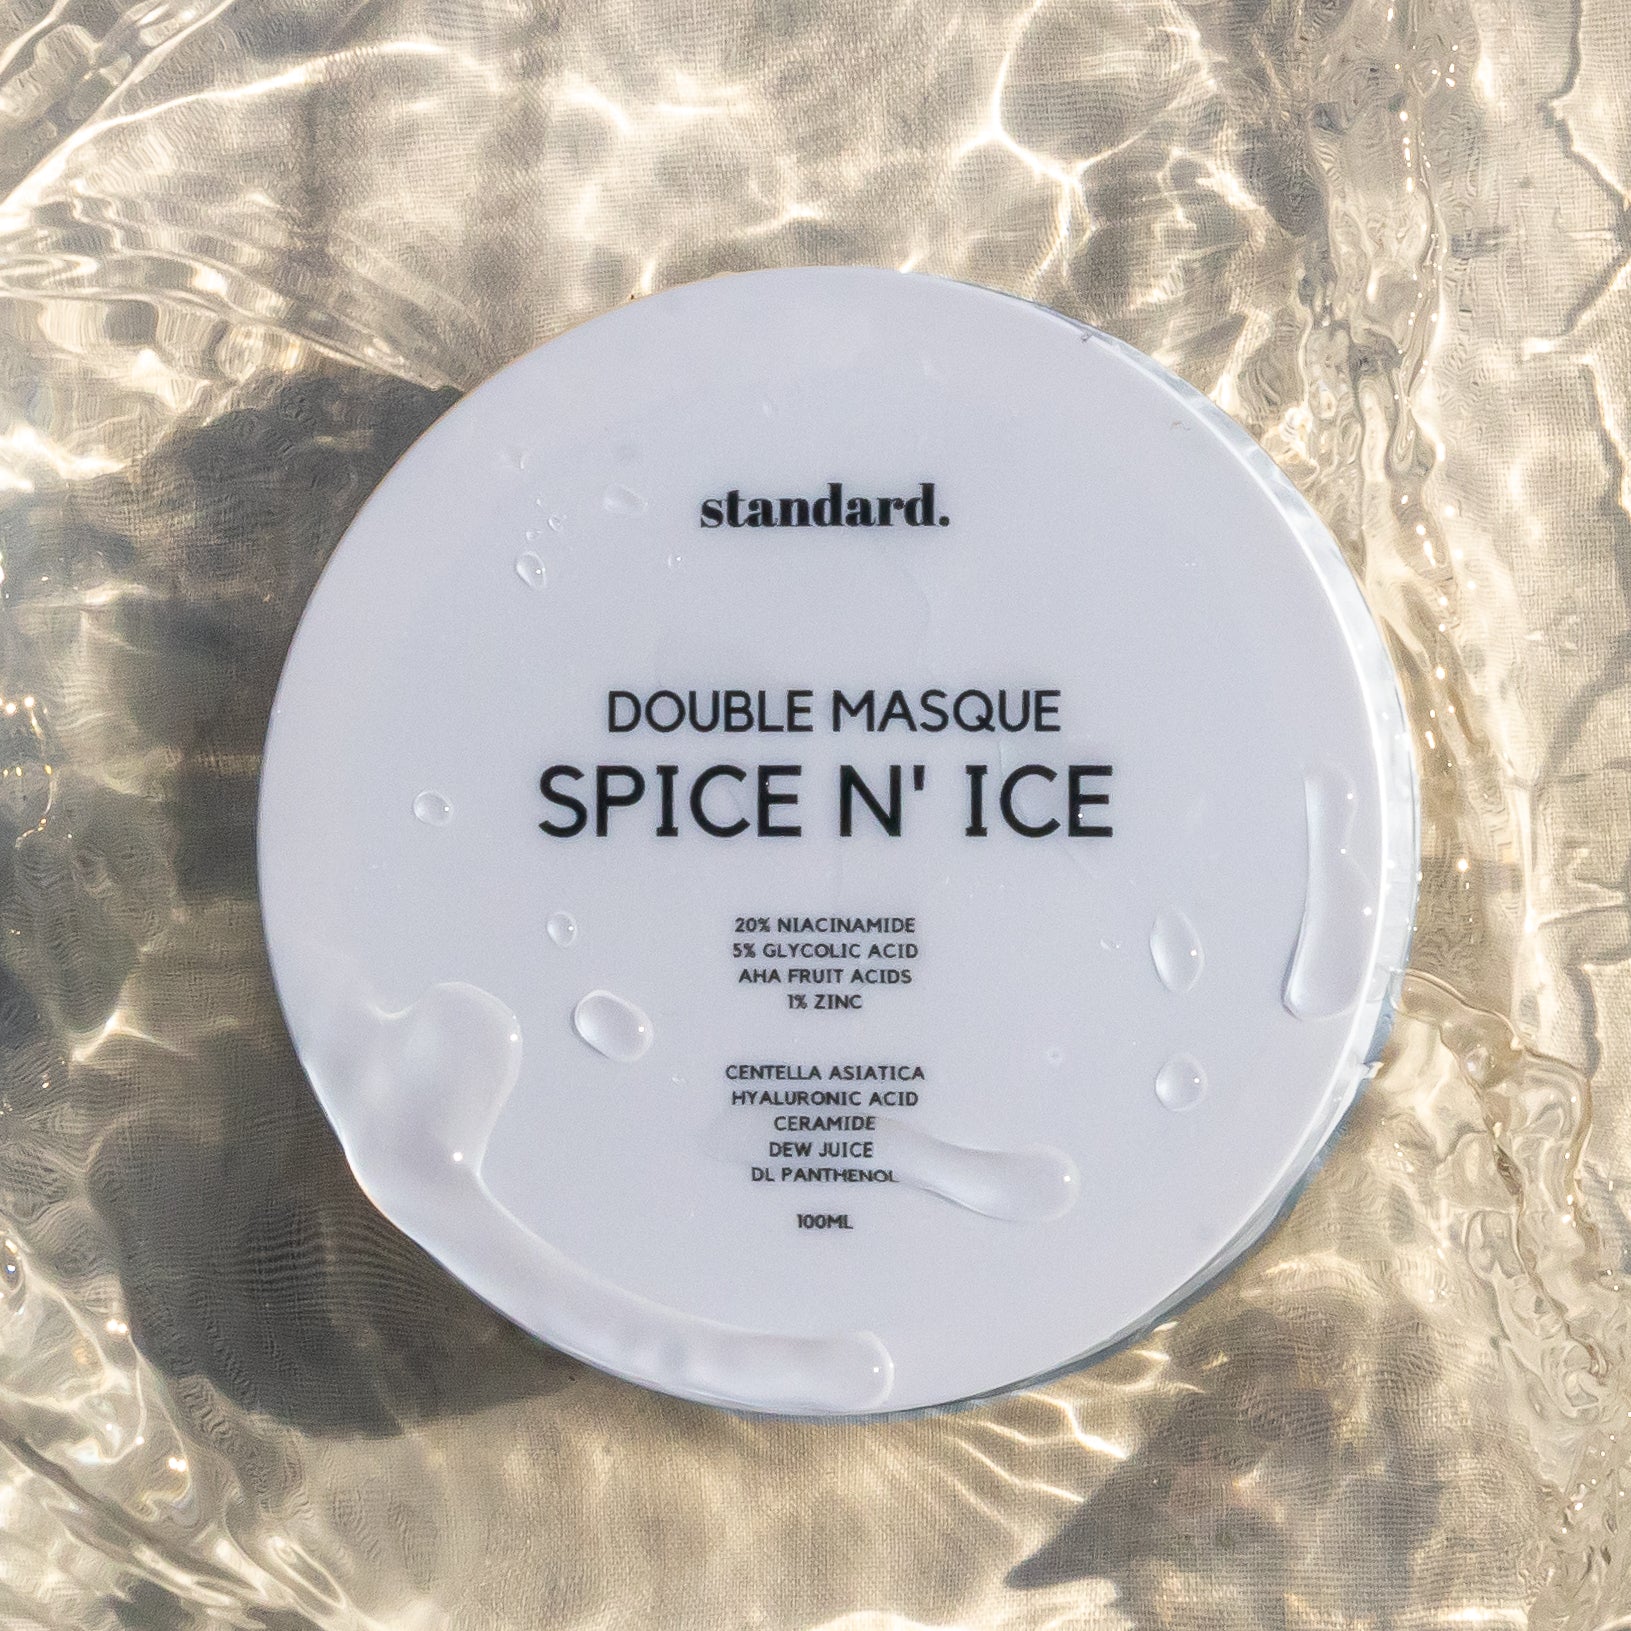 standard.
DOUBLE MASQUE
SPICE N' ICE
20% NIACINAMIDE
5% GLYCOLIC ACID
AHA FRUIT ACIDS
1% ZINC
CENTELLA ASIATICA
HYALURONIC ACID
CERAMIDE
DEW JUICE
DL PANTHENOL
100ML